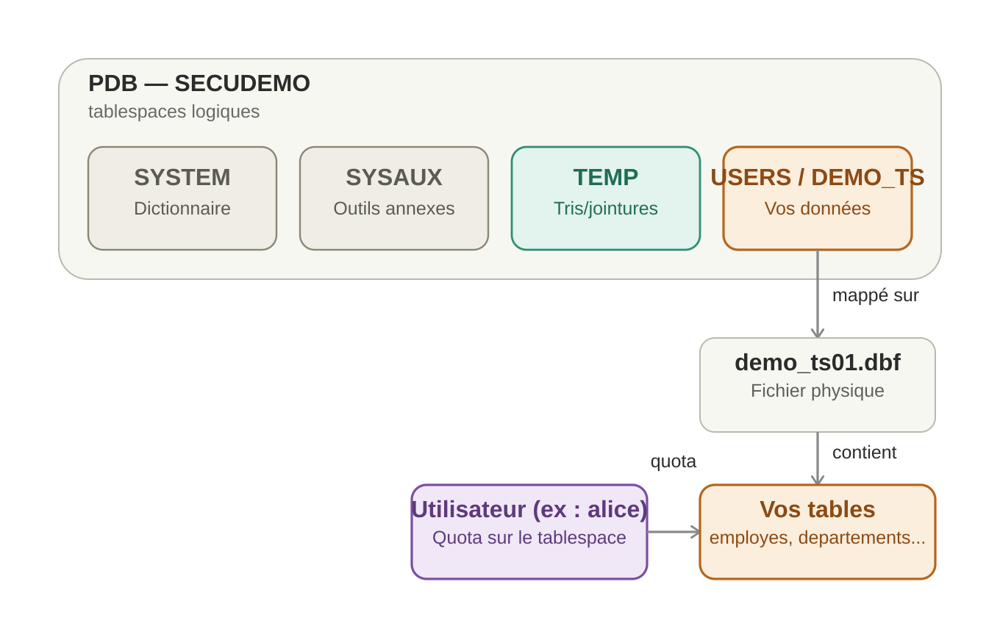 PDB — SECUDEMO
tablespaces logiques
SYSTEM
Dictionnaire
SYSAUX
Outils annexes
TEMP
Tris/jointures
USERS / DEMO_TS
Vos données
mappé sur
demo_ts01.dbf
Fichier physique
contient
quota
Utilisateur (ex : alice)
Quota sur le tablespace
Vos tables
employes, departements...